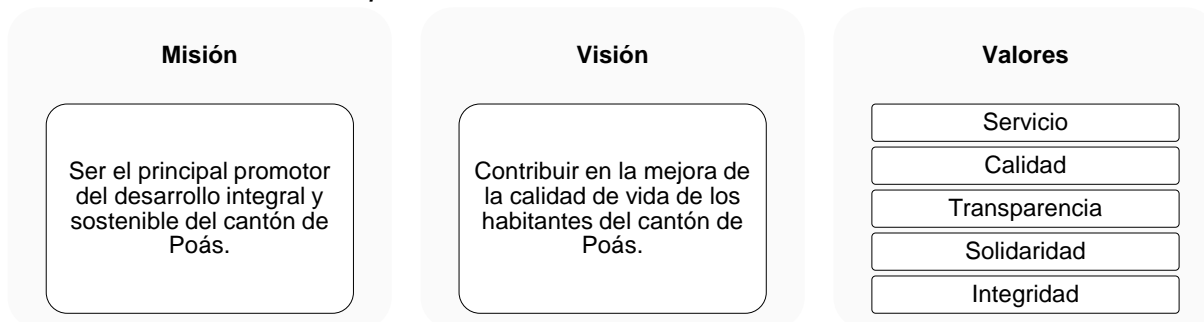 Misión
Ser el principal promotor
del desarrollo integral y
sostenible del cantón de
Poás.
Visión
Contribuir en la mejora de
la calidad de vida de los
habitantes del cantón de
Poás.
Valores
Servicio
Calidad
Transparencia
Solidaridad
Integridad